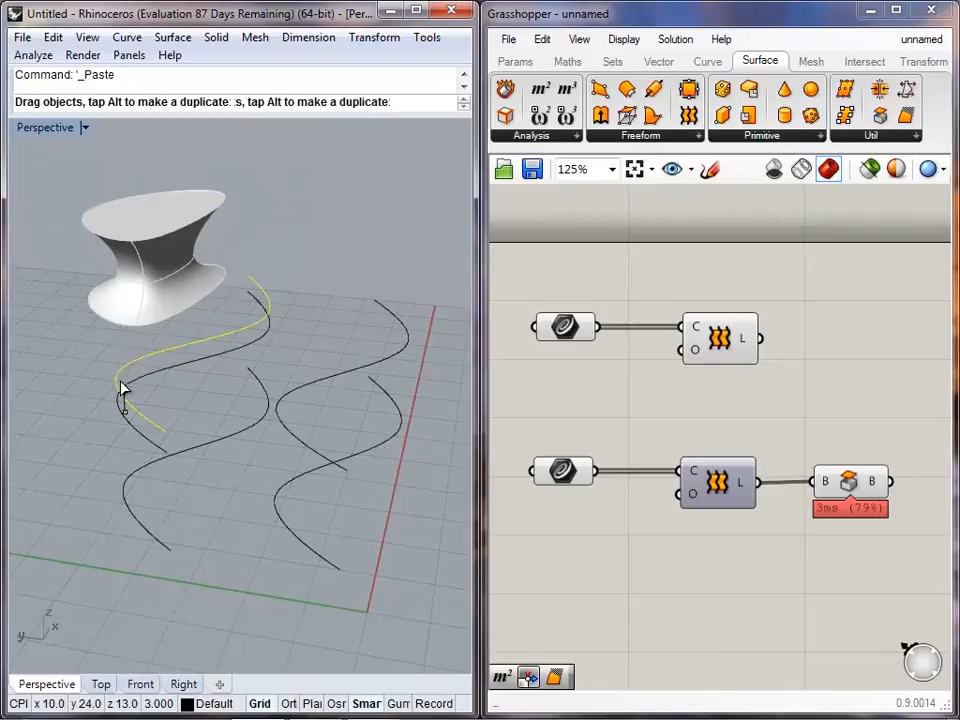 Untitled - Rhinoceros (Evaluation 87 Days Remaining) (64-bit) - [Per...
File Edit View Curve Surface Solid Mesh Dimension Transform Tools
Analyze Render Panels Help
Command: '_Paste
Drag objects, tap Alt to make a duplicate: s, tap Alt to make a duplicate:
Perspective
z
x
y
Perspective Top Front Right
CPl x 10.0 y 24.0 z 13.0 3.000 Default Grid Ort Plai Osr Smar Gum Record
Grasshopper - unnamed
File Edit View Display Solution Help unnamed
Params Maths Sets Vector Curve Surface Mesh Intersect Transform
m² m³
Analysis Freeform Primitive Util
125%
C
O
L
C
O
L
B B
3ms (79%)
m²
0.9.0014